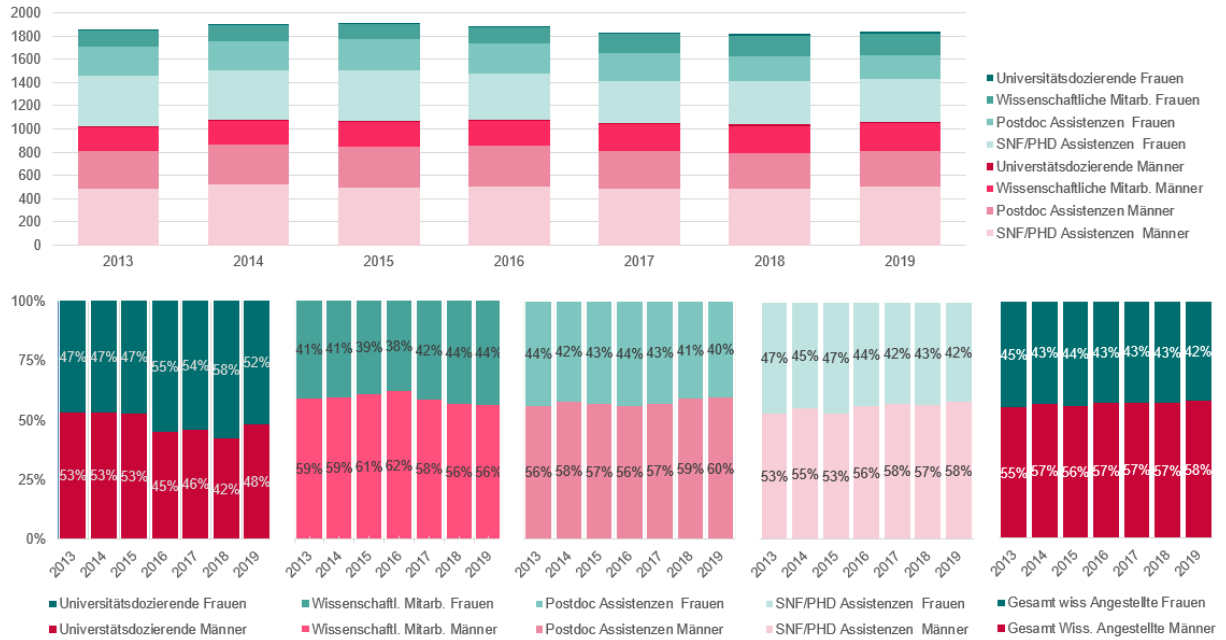 2000
1800
1600
1400
1200
1000
800
600
400
200
0
2013 2014 2015 2016 2017 2018 2019
Universitätsdozierende Frauen
Wissenschaftliche Mitarb. Frauen
Postdoc Assistenzen Frauen
SNF/PHD Assistenzen Frauen
Universtätsdozierende Männer
Wissenschaftliche Mitarb. Männer
Postdoc Assistenzen Männer
SNF/PHD Assistenzen Männer
100%
75%
50%
25%
0%
47% 47% 47% 55% 54% 58% 52%
53% 53% 53% 45% 46% 42% 48%
2013 2014 2015 2016 2017 2018 2019
Universitätsdozierende Frauen
Universitätsdozierende Männer
41% 41% 39% 38% 42% 44% 44%
59% 59% 61% 62% 58% 56% 56%
2013 2014 2015 2016 2017 2018 2019
Wissenschaftl. Mitarb. Frauen
Wissenschaftl. Mitarb. Männer
44% 42% 43% 44% 43% 41% 40%
56% 58% 57% 56% 57% 59% 60%
2013 2014 2015 2016 2017 2018 2019
Postdoc Assistenzen Frauen
Postdoc Assistenzen Männer
47% 45% 47% 44% 42% 43% 42%
53% 55% 53% 56% 58% 57% 58%
2013 2014 2015 2016 2017 2018 2019
SNF/PHD Assistenzen Frauen
SNF/PHD Assistenzen Männer
45% 43% 44% 43% 43% 43% 42%
55% 57% 56% 57% 57% 57% 58%
2013 2014 2015 2016 2017 2018 2019
Gesamt wiss Angestellte Frauen
Gesamt Wiss. Angestellte Männer